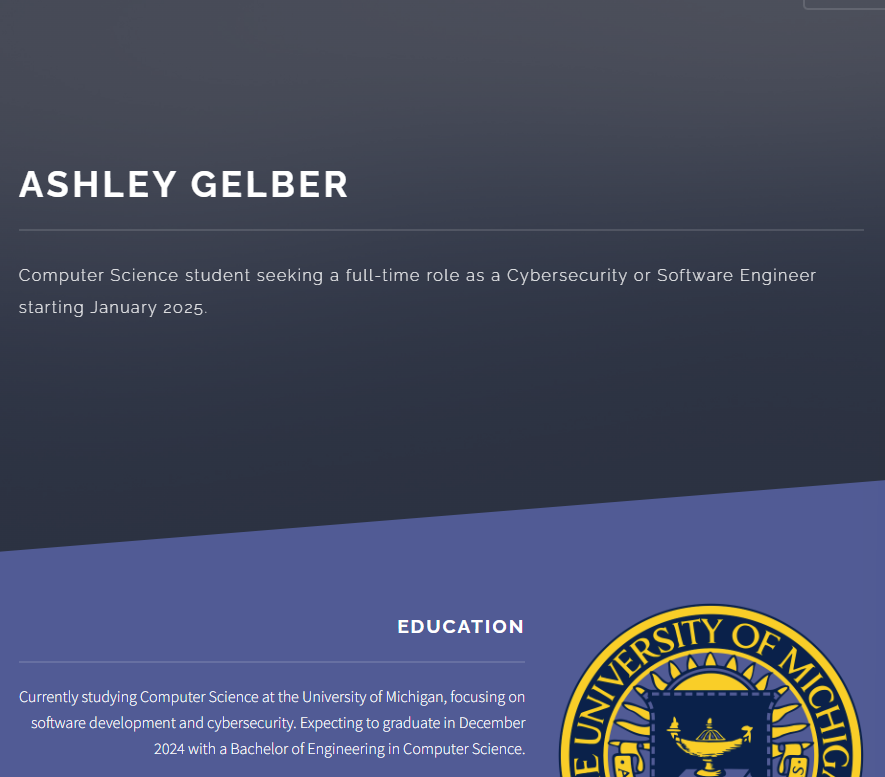 ASHLEY GELBER
Computer Science student seeking a full-time role as a Cybersecurity or Software Engineer
starting January 2025.
EDUCATION
Currently studying Computer Science at the University of Michigan, focusing on
software development and cybersecurity. Expecting to graduate in December
2024 with a Bachelor of Engineering in Computer Science.
UNIVERSITY OF MICHIG